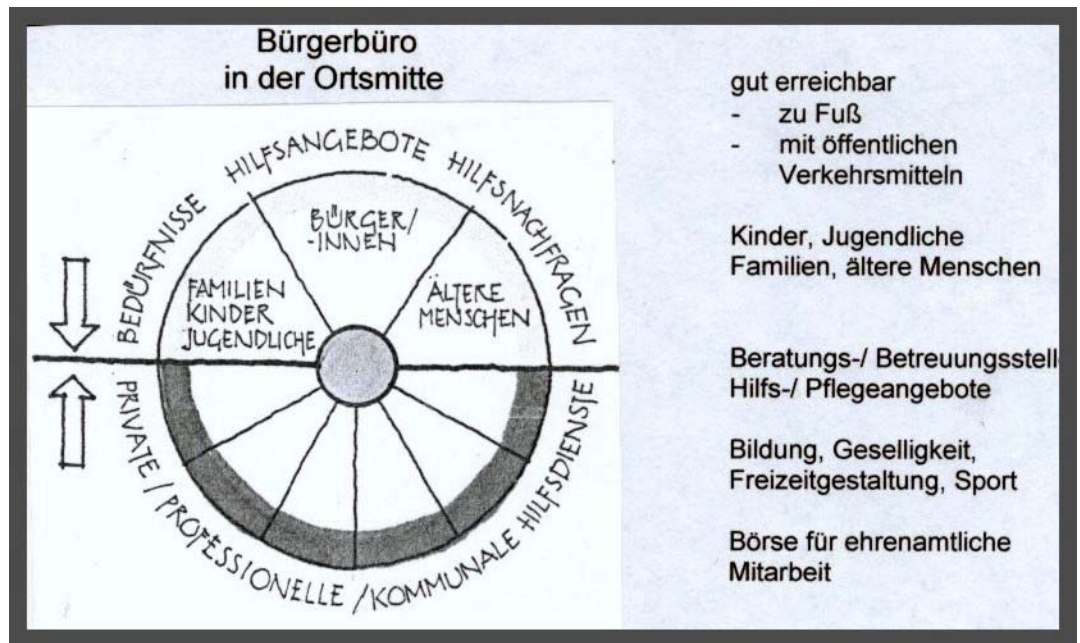 Bürgerbüro
in der Ortsmitte
BEDÜRFNISSE HILFSANGEBOTE HILFSNACHFRAGEN
BÜRGER/
-INNEN
FAMILIEN
KINDER
JUGENDLICHE
ÄLTERE
MENSCHEN
PRIVATE / PROFESSIONELLE / KOMMUNALE HILFSDIENSTE
gut erreichbar
- zu Fuß
- mit öffentlichen
Verkehrsmitteln
Kinder, Jugendliche
Familien, ältere Menschen
Beratungs-/ Betreuungsstell
Hilfs-/ Pflegeangebote
Bildung, Geselligkeit,
Freizeitgestaltung, Sport
Börse für ehrenamtliche
Mitarbeit